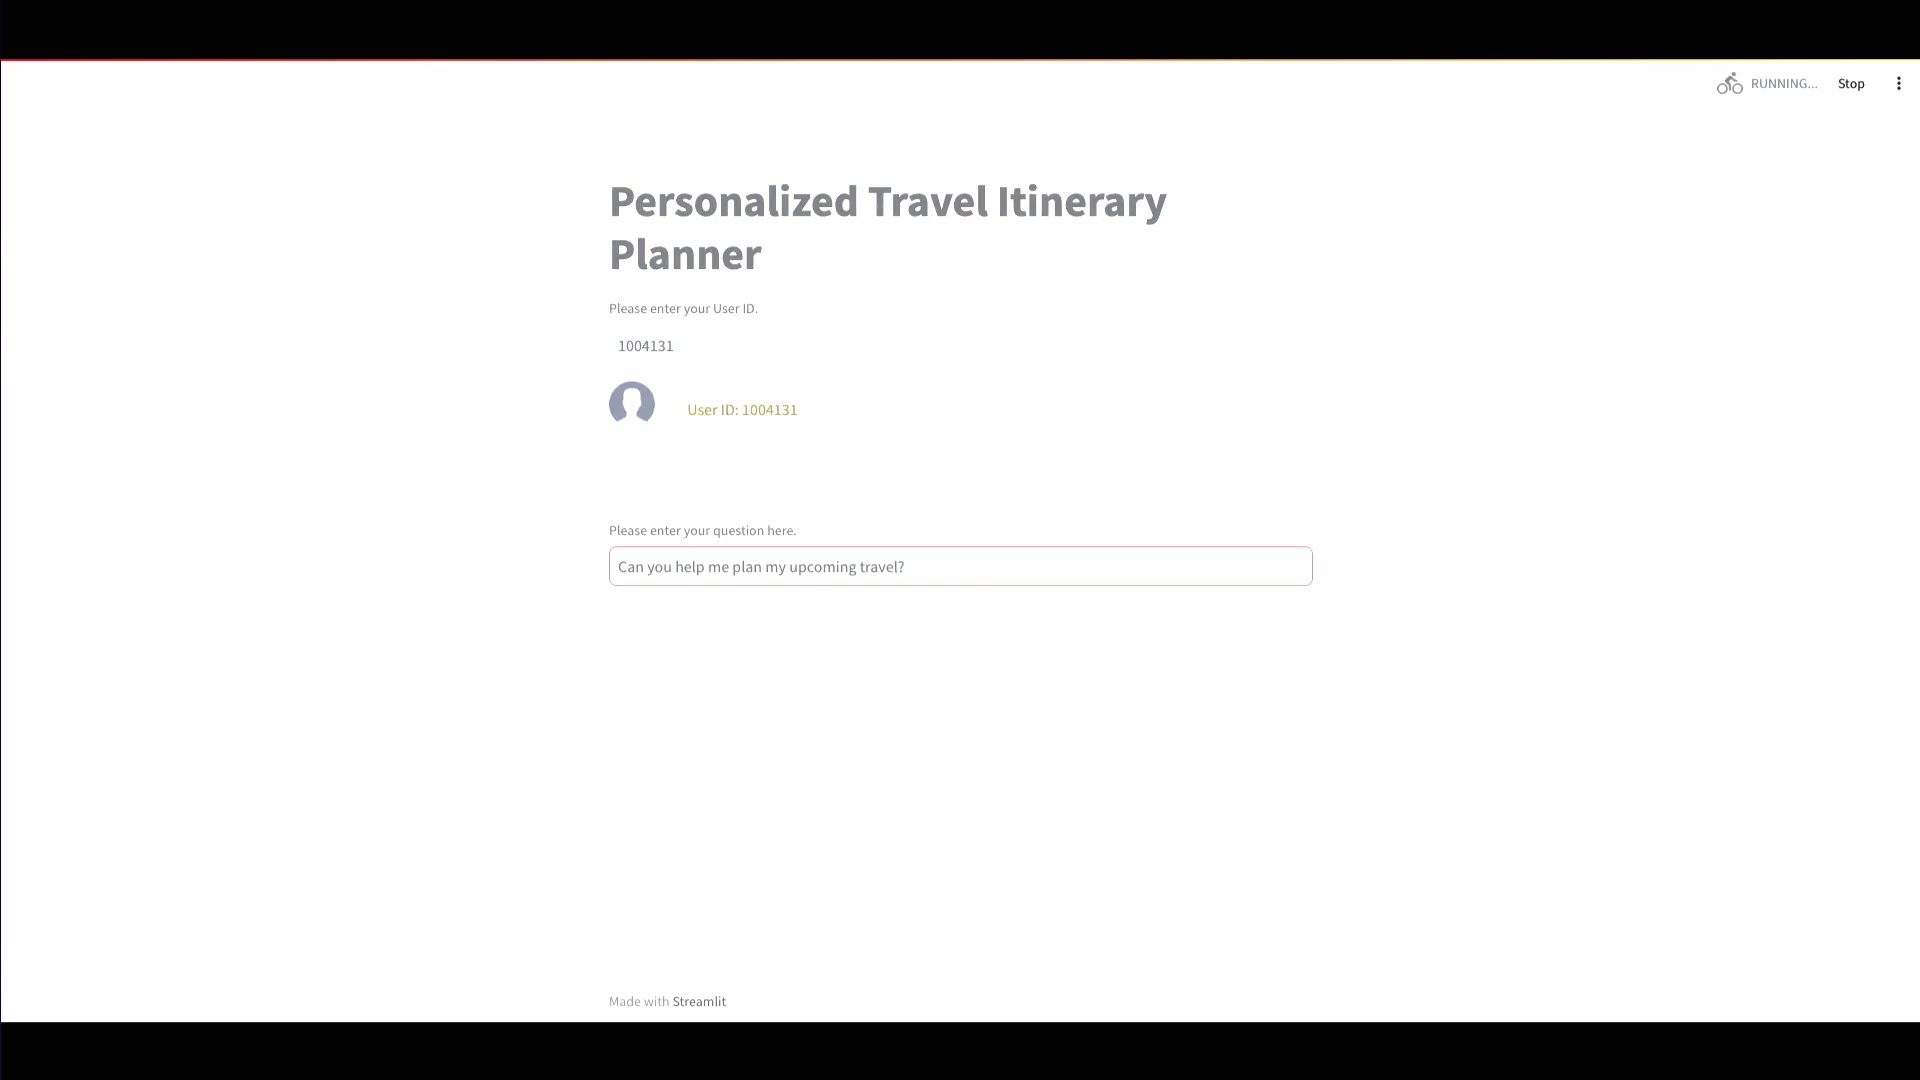 RUNNING...
Stop
Personalized Travel Itinerary
Planner
Please enter your User ID.
1004131
User ID: 1004131
Please enter your question here.
Can you help me plan my upcoming travel?
Made with Streamlit